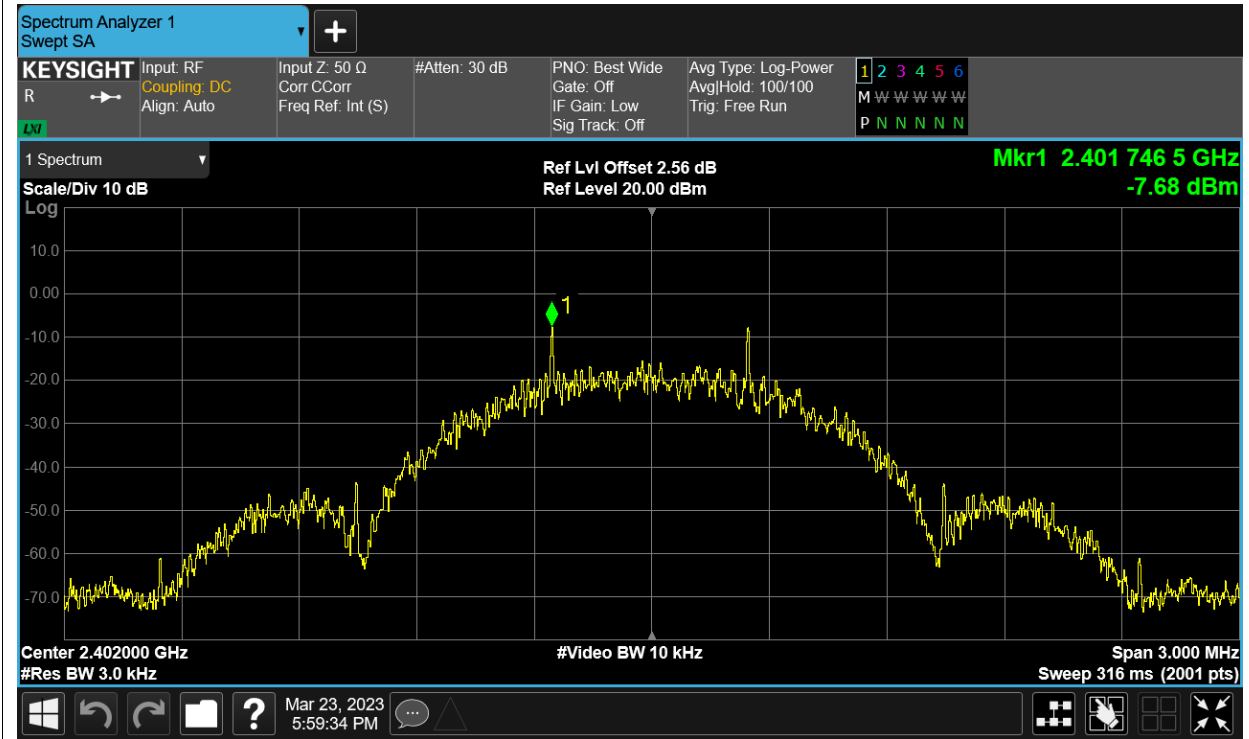 Spectrum Analyzer 1
Swept SA
KEYSIGHT
R
LXI
Input: RF
Coupling: DC
Align: Auto
Input Z: 50 Ω
Corr CCorr
Freq Ref: Int (S)
#Atten: 30 dB
PNO: Best Wide
Gate: Off
IF Gain: Low
Sig Track: Off
Avg Type: Log-Power
Avg|Hold: 100/100
Trig: Free Run
1 2 3 4 5 6
M W W W W W
P N N N N N
1 Spectrum
Scale/Div 10 dB
Ref Lvl Offset 2.56 dB
Ref Level 20.00 dBm
Mkr1 2.401 746 5 GHz
-7.68 dBm
Log
10.0
0.00
1
-10.0
-20.0
-30.0
-40.0
-50.0
-60.0
-70.0
Center 2.402000 GHz
#Video BW 10 kHz
Span 3.000 MHz
#Res BW 3.0 kHz
Sweep 316 ms (2001 pts)
?
Mar 23, 2023
5:59:34 PM